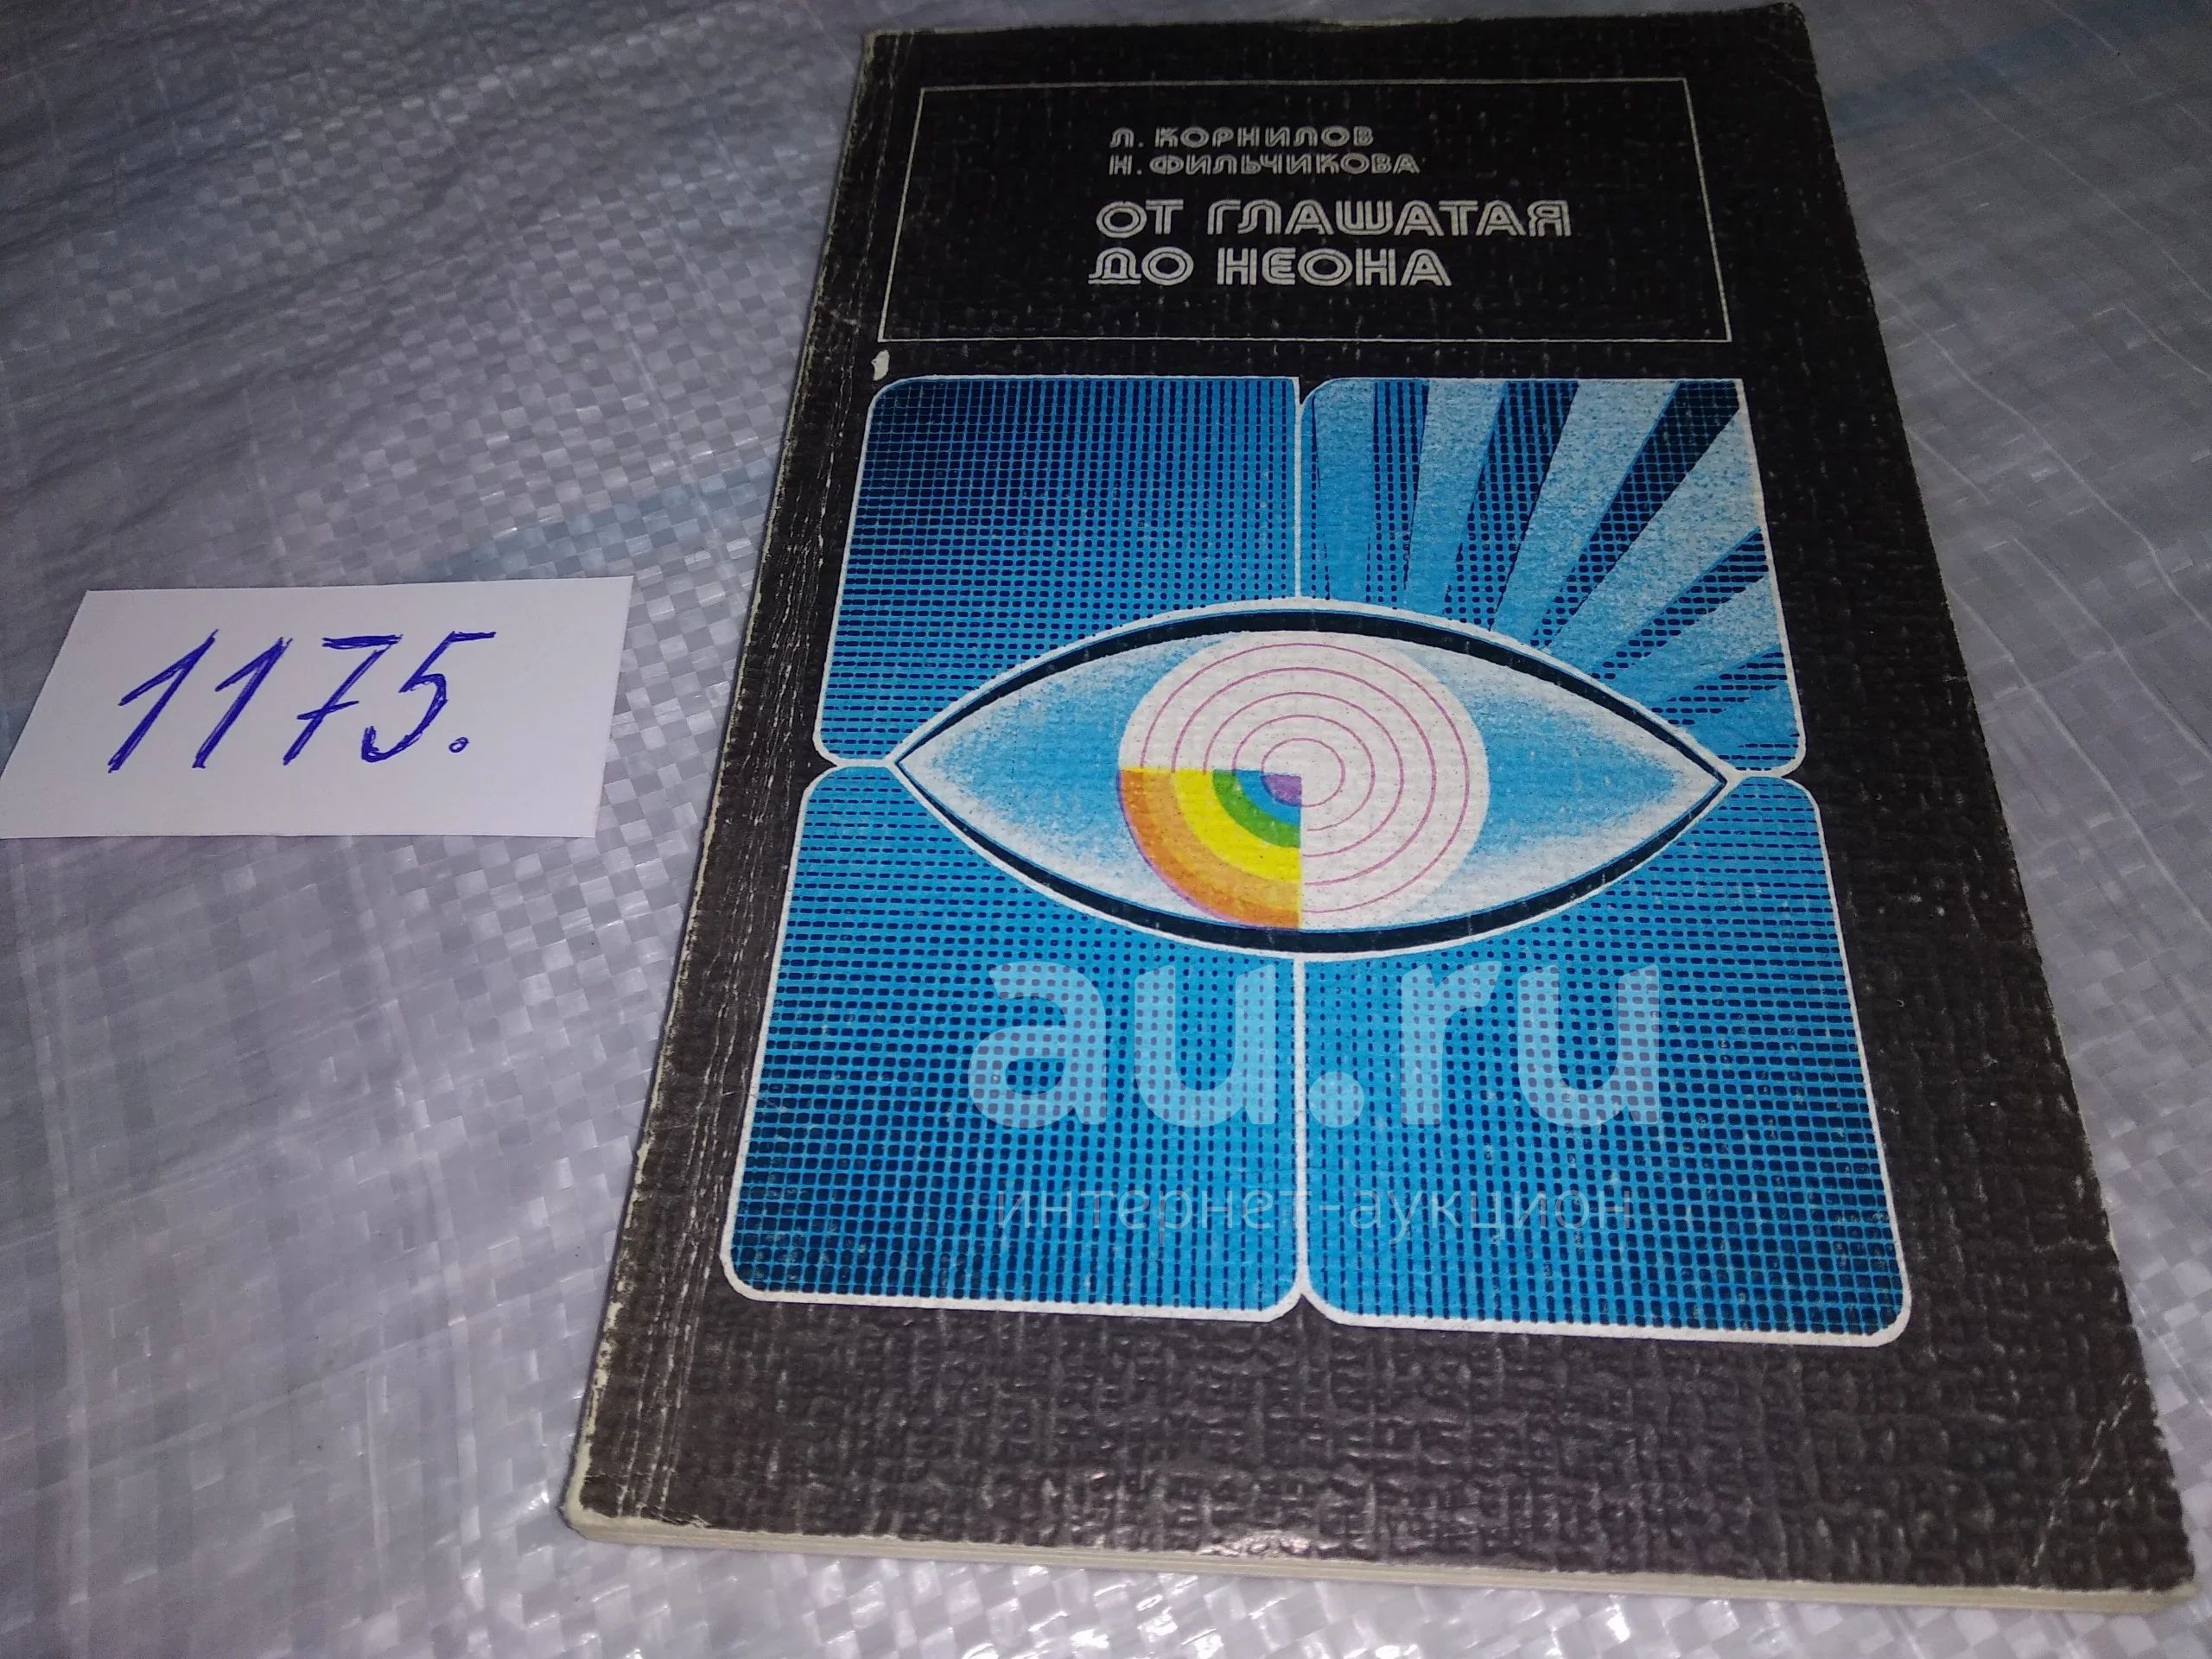 Л. КОРНИЛОВ
Н. ФИЛЬЧИКОВА
ОТ ГЛАШАТАЯ
ДО НЕОНА
1175.
au.ru
интернет-аукцион